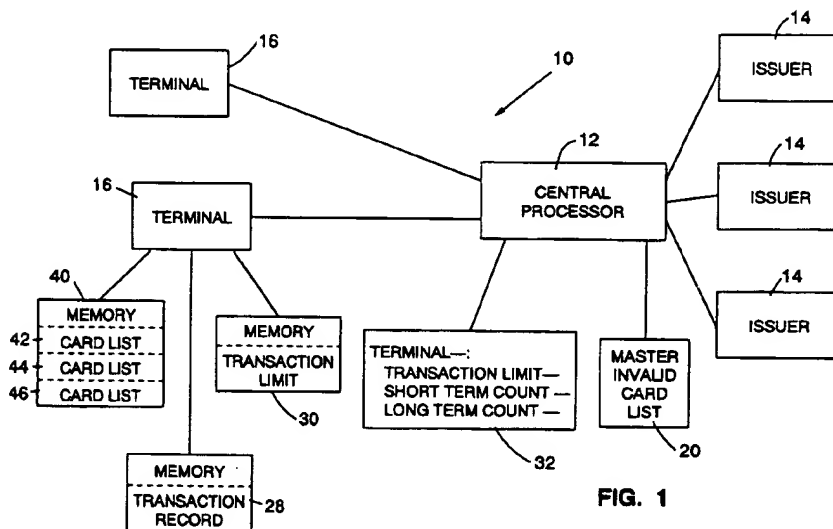 16
TERMINAL
10
14
ISSUER
12
CENTRAL
PROCESSOR
14
ISSUER
16
TERMINAL
14
ISSUER
40
MEMORY
42 CARD LIST
44 CARD LIST
46 CARD LIST
MEMORY
TRANSACTION
LIMIT
30
TERMINAL—:
TRANSACTION LIMIT—
SHORT TERM COUNT —
LONG TERM COUNT —
32
MASTER
INVALID
CARD
LIST
20
MEMORY
TRANSACTION
RECORD
28
FIG. 1